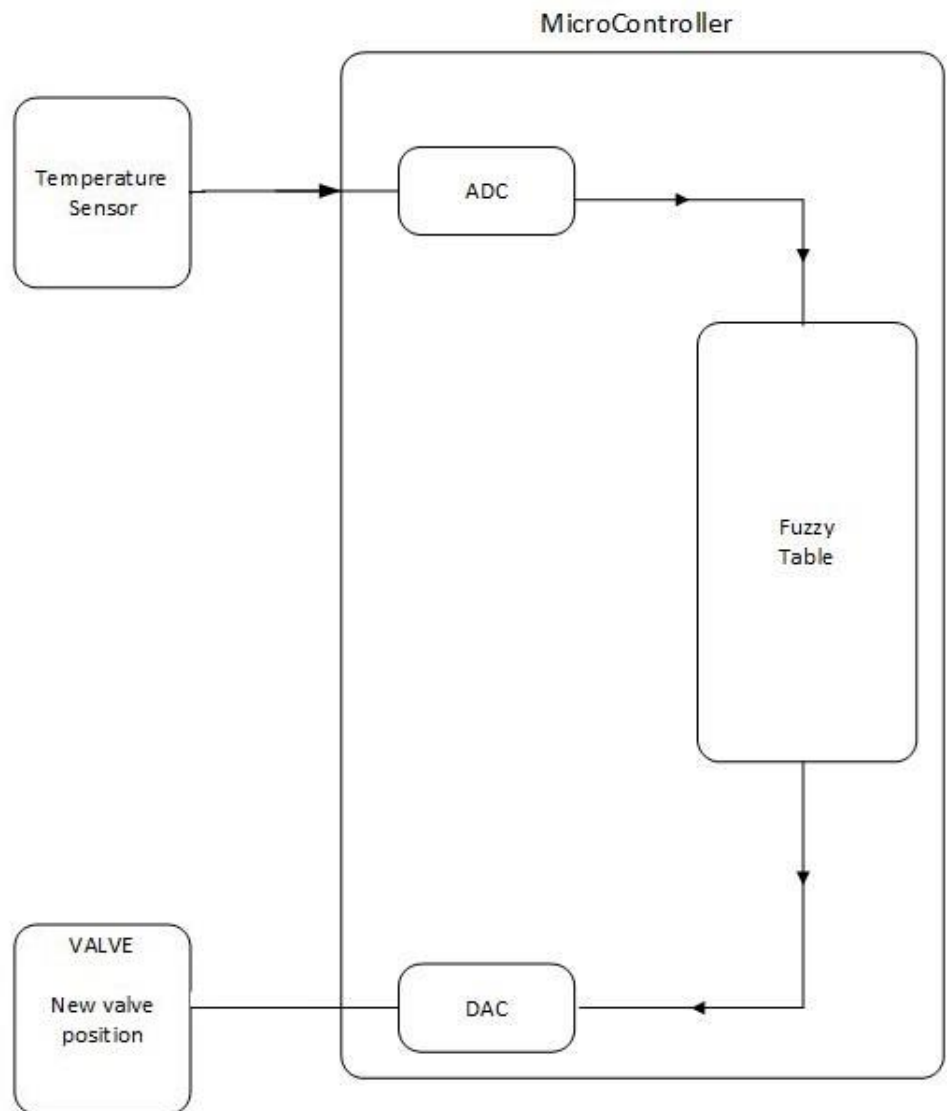 MicroController
Temperature
Sensor
ADC
Fuzzy
Table
VALVE
New valve
position
DAC